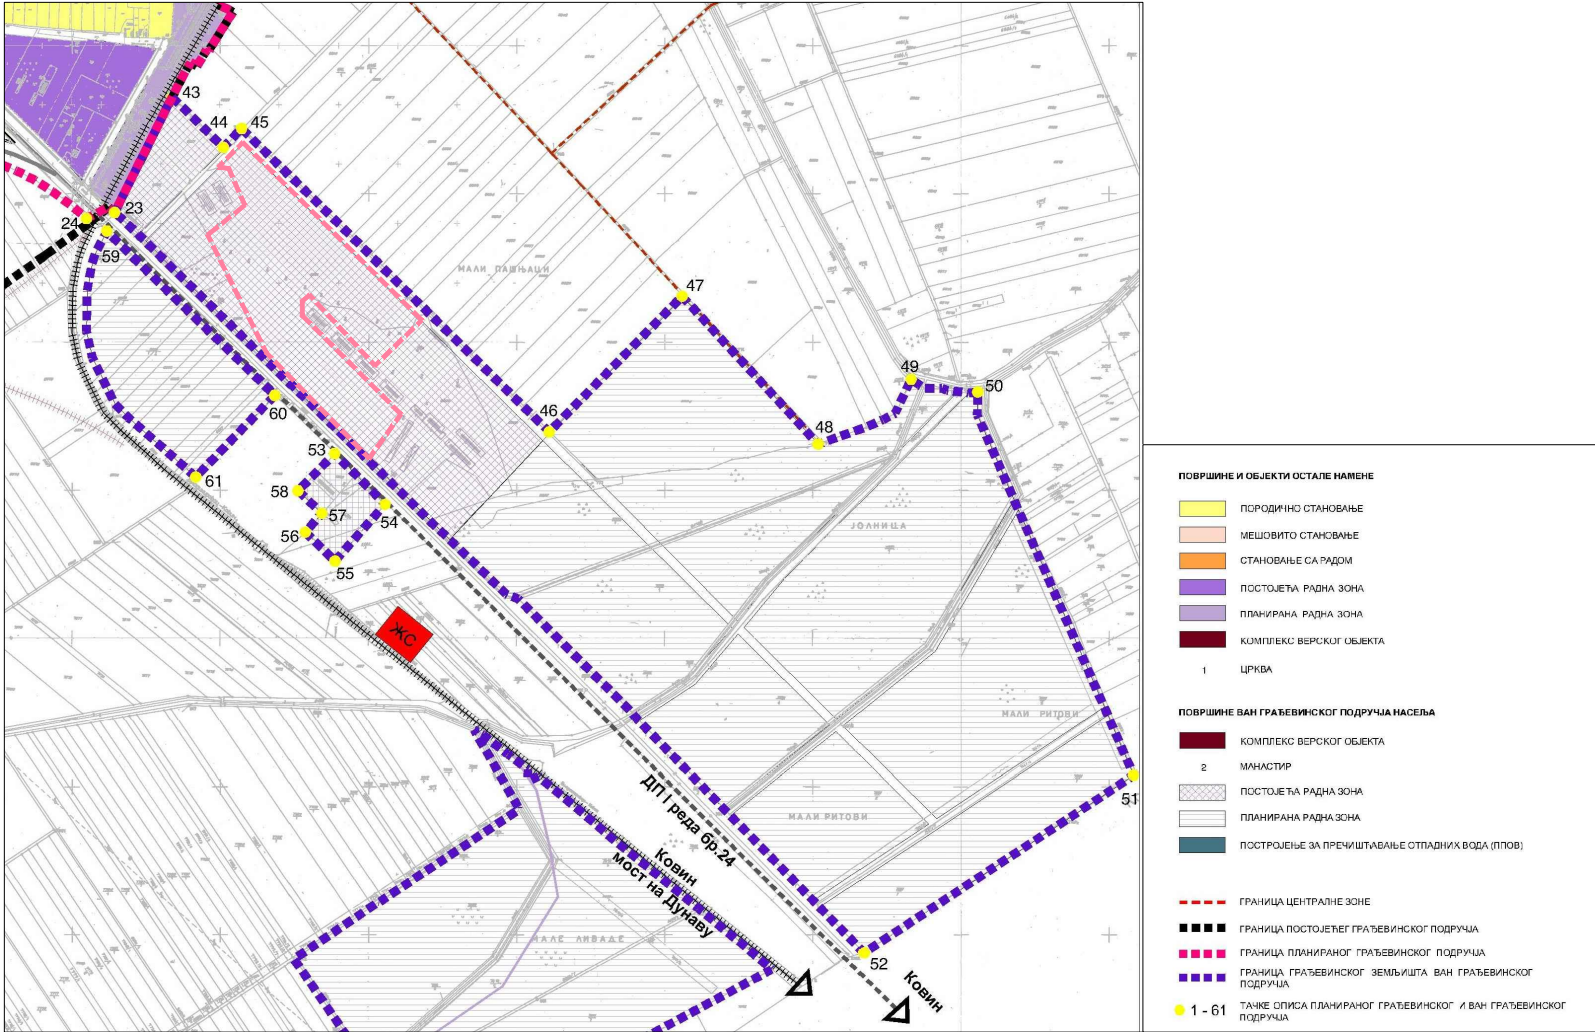 43
44
45
23
24
59
МАЛИ ПАШЊАЦИ
47
49
50
60
46
48
53
61
58
57
54
56
55
ЈОЛНИЦА
ЖС
МАЛИ РИТОВИ
51
МАЛИ РИТОВИ
ДП I реда бр.24
Ковин
мост на Дунаву
МАЛЕ ЛИВАДЕ
52
Ковин
ПОВРШИНЕ И ОБЈЕКТИ ОСТАЛЕ НАМЕНЕ
ПОРОДИЧНО СТАНОВАЊЕ
МЕШОВИТО СТАНОВАЊЕ
СТАНОВАЊЕ СА РАДОМ
ПОСТОЈЕЋА РАДНА ЗОНА
ПЛАНИРАНА РАДНА ЗОНА
КОМПЛЕКС ВЕРСКОГ ОБЈЕКТА
1 ЦРКВА
ПОВРШИНЕ ВАН ГРАЂЕВИНСКОГ ПОДРУЧЈА НАСЕЉА
КОМПЛЕКС ВЕРСКОГ ОБЈЕКТА
2 МАНАСТИР
ПОСТОЈЕЋА РАДНА ЗОНА
ПЛАНИРАНА РАДНА ЗОНА
ПОСТРОЈЕЊЕ ЗА ПРЕЧИШТАВАЊЕ ОТПАДНИХ ВОДА (ППОВ)
ГРАНИЦА ЦЕНТРАЛНЕ ЗОНЕ
ГРАНИЦА ПОСТОЈЕЋЕГ ГРАЂЕВИНСКОГ ПОДРУЧЈА
ГРАНИЦА ПЛАНИРАНОГ ГРАЂЕВИНСКОГ ПОДРУЧЈА
ГРАНИЦА ГРАЂЕВИНСКОГ ЗЕМЉИШТА ВАН ГРАЂЕВИНСКОГ
ПОДРУЧЈА
1 - 61 ТАЧКЕ ОПИСА ПЛАНИРАНОГ ГРАЂЕВИНСКОГ И ВАН ГРАЂЕВИНСКОГ
ПОДРУЧЈА